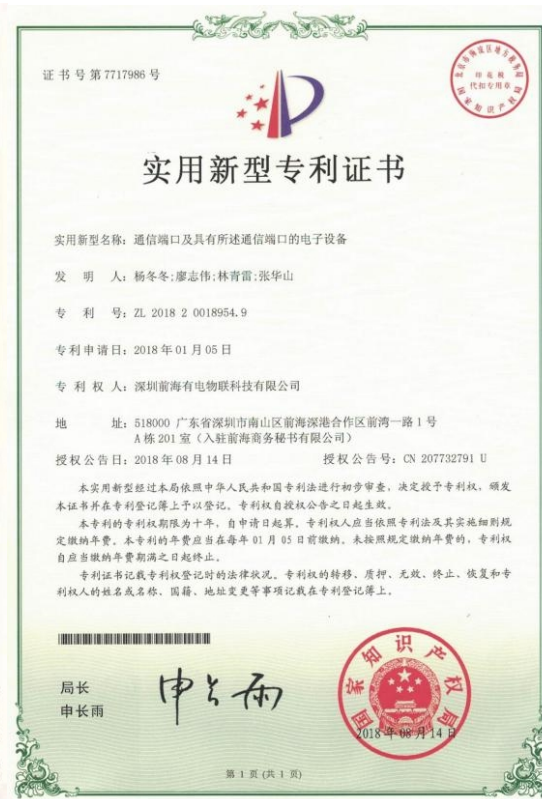 证书号第7717986号
印花税
代扣专用章
国家知识产权局
实用新型专利证书
实用新型名称：通信端口及具有所述通信端口的电子设备
发 明 人：杨冬冬;廖志伟;林青雷;张华山
专 利 号：ZL 2018 2 0018954.9
专利申请日：2018年01月05日
专 利 权 人：深圳前海有电物联科技有限公司
地 址：518000 广东省深圳市南山区前海深港合作区前湾一路1号
A栋201室（入驻前海商务秘书有限公司）
授权公告日：2018年08月14日 授权公告号：CN 207732791 U
本实用新型经过本局依照中华人民共和国专利法进行初步审查，决定授予专利权，颁发
本证书并在专利登记簿上予以登记。专利权自授权公告之日起生效。
本专利的专利权期限为十年，自申请日起算。专利权人应当依照专利法及其实施细则规
定缴纳年费。本专利的年费应当在每年01月05日前缴纳。未按照规定缴纳年费的，专利权
自应当缴纳年费期满之日起终止。
专利证书记载专利权登记时的法律状况。专利权的转移、质押、无效、终止、恢复和专
利权人的姓名或名称、国籍、地址变更等事项记载在专利登记簿上。
局长
申长雨
申长雨
国家知识产权局
2018年08月14日
第 1 页 (共 1 页)